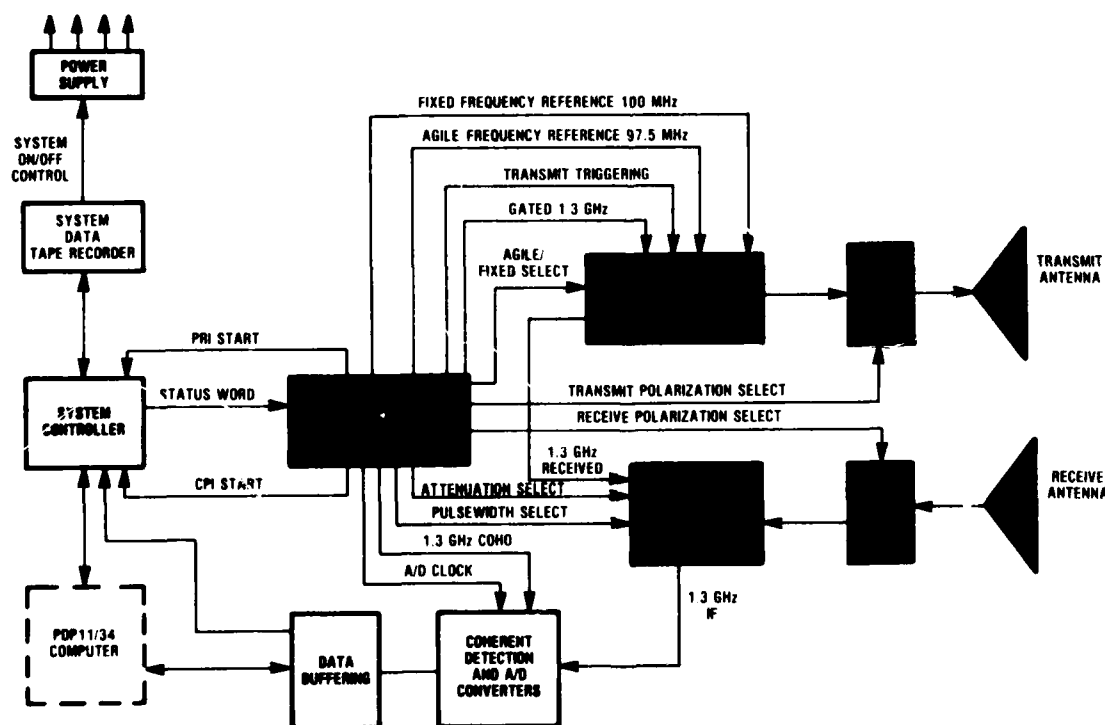 POWER
SUPPLY
SYSTEM
ON/OFF
CONTROL
SYSTEM
DATA
TAPE RECORDER
FIXED FREQUENCY REFERENCE 100 MHz
AGILE FREQUENCY REFERENCE 97.5 MHz
TRANSMIT TRIGGERING
GATED 1 3 GHz
AGILE/
FIXED SELECT
TRANSMIT
ANTENNA
PRI START
STATUS WORD
SYSTEM
CONTROLLER
CPI START
TRANSMIT POLARIZATION SELECT
RECEIVE POLARIZATION SELECT
1.3 GHz
RECEIVED
ATTENUATION SELECT
PULSEWIDTH SELECT
1.3 GHz COHO
A/D CLOCK
RECEIVE
ANTENNA
1.3 GHz
IF
PDP11/34
COMPUTER
DATA
BUFFERING
COHERENT
DETECTION
AND A/D
CONVERTERS